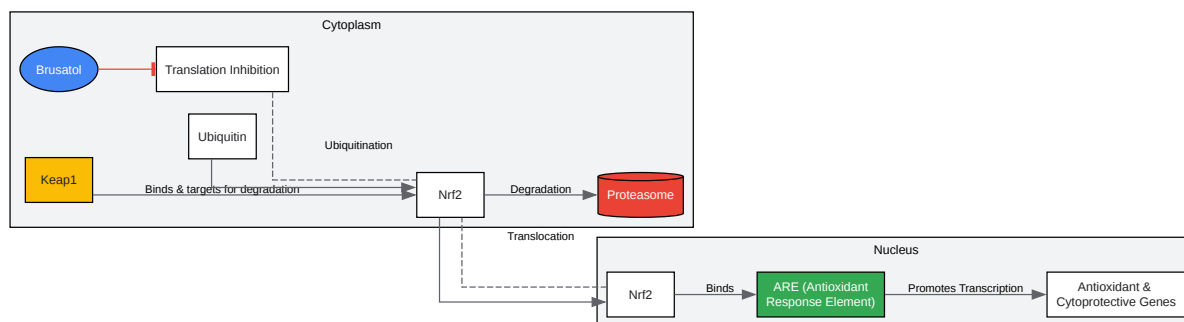 Cytoplasm
Brusatol
Translation Inhibition
Ubiquitin
Ubiquitination
Keap1
Binds & targets for degradation
Nrf2
Degradation
Proteasome
Translocation
Nucleus
Nrf2
Binds
ARE (Antioxidant
Response Element)
Promotes Transcription
Antioxidant &
Cytoprotective Genes